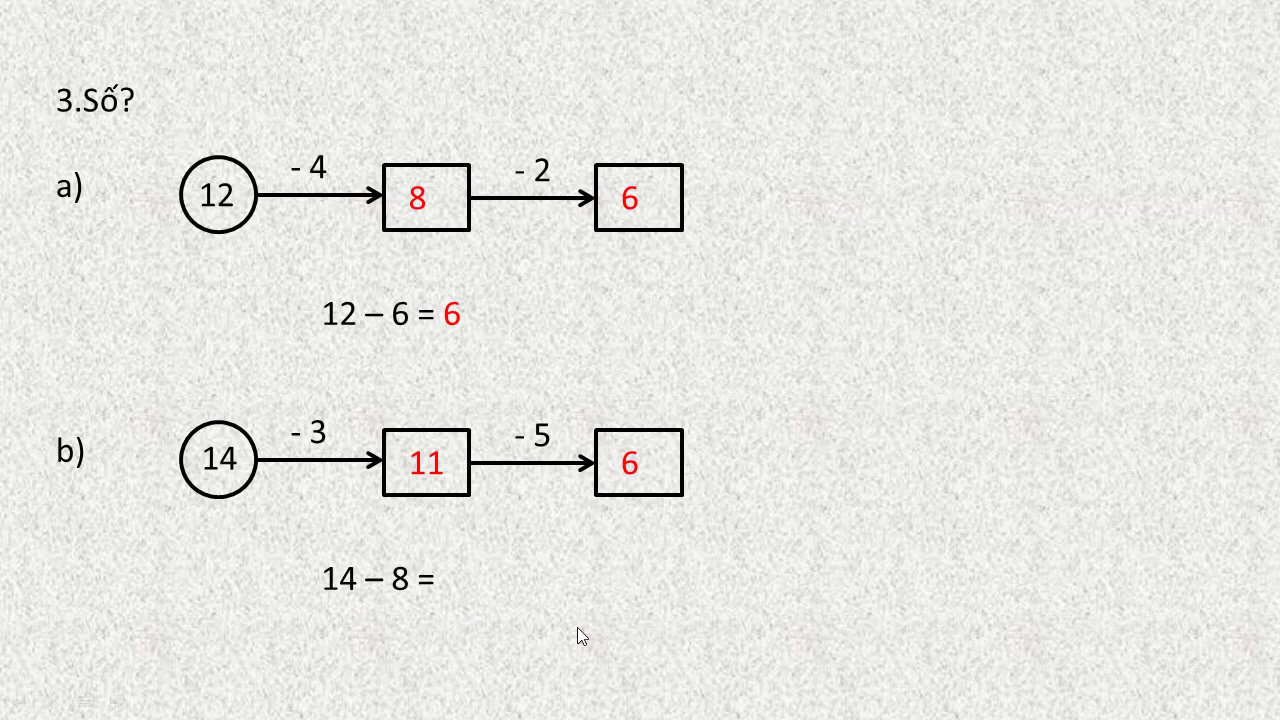 3.Số?
a) 12 - 4 8 - 2 6
12 – 6 = 6
b) 14 - 3 11 - 5 6
14 – 8 =